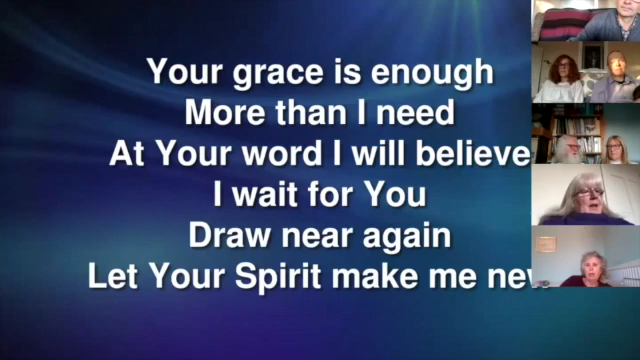 Your grace is enough
More than I need
At Your word I will believe
I wait for You
Draw near again
Let Your Spirit make me new